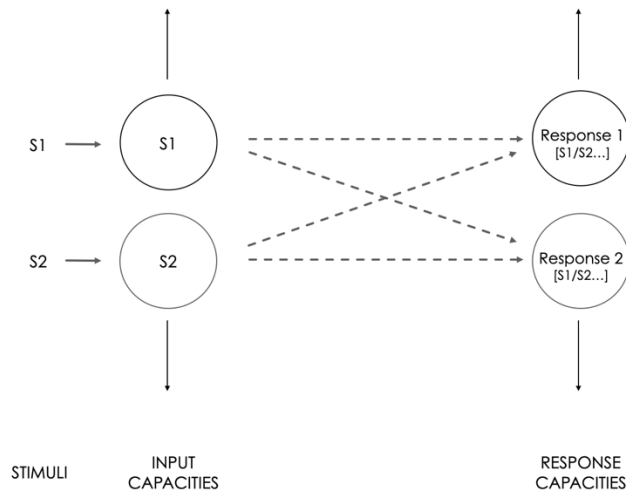 S1
S1
Response 1
[S1/S2...]
S2
S2
Response 2
[S1/S2...]
STIMULI
INPUT
CAPACITIES
RESPONSE
CAPACITIES